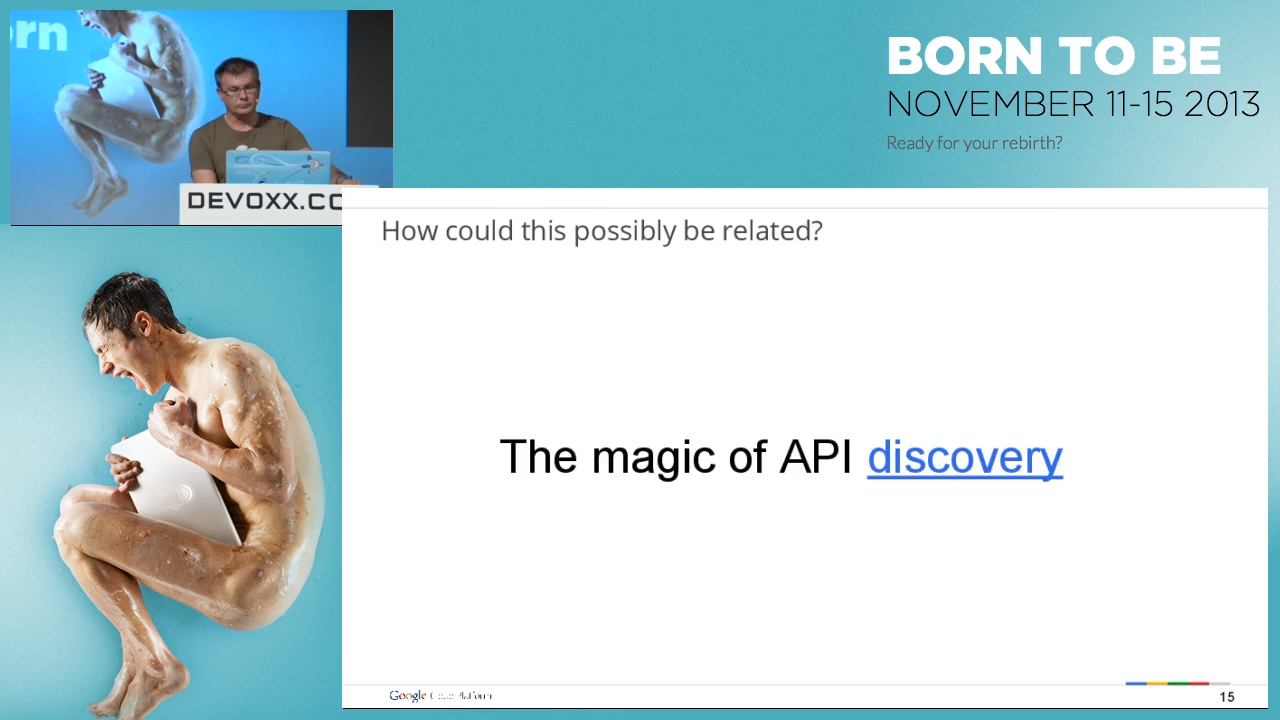 orn
DEVOXX.CO
BORN TO BE
NOVEMBER 11-15 2013
Ready for your rebirth?
How could this possibly be related?
The magic of API discovery
Google
15